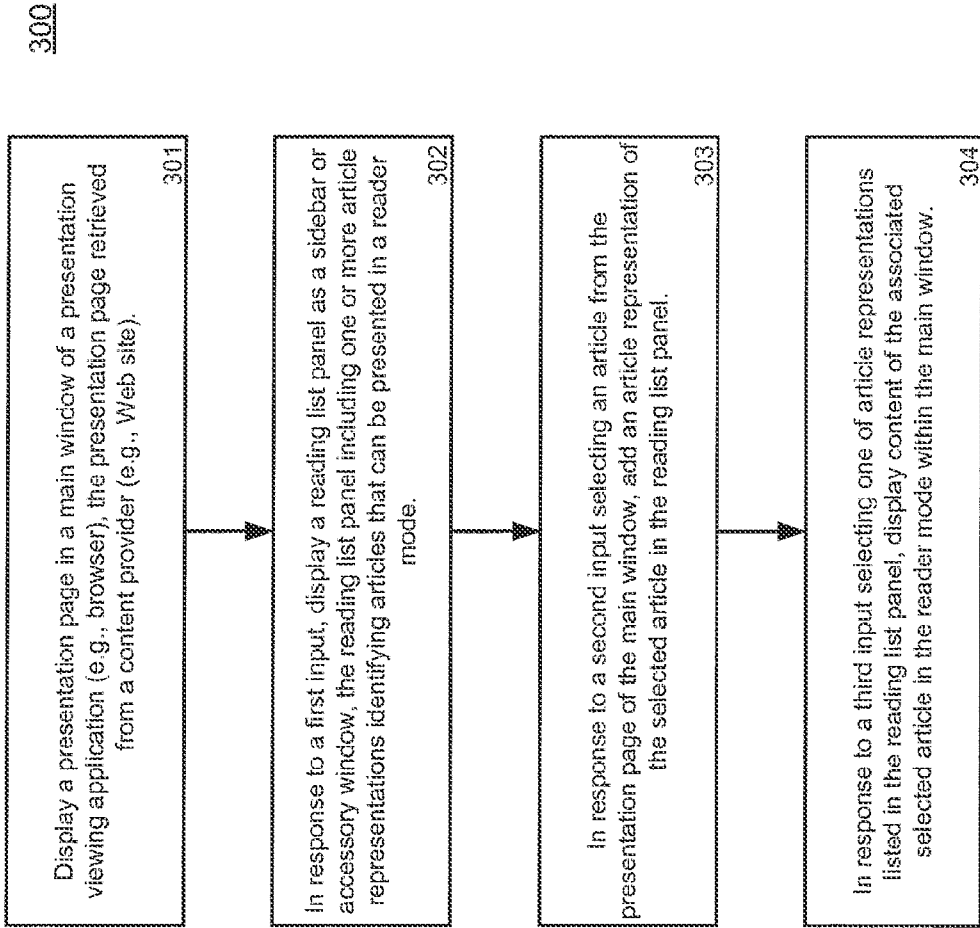 300
Display a presentation page in a main window of a presentation
viewing application (e.g., browser), the presentation page retrieved
from a content provider (e.g., Web site).
301
In response to a first input, display a reading list panel as a sidebar or
accessory window, the reading list panel including one or more article
representations identifying articles that can be presented in a reader
mode.
302
In response to a second input selecting an article from the
presentation page of the main window, add an article representation of
the selected article in the reading list panel.
303
In response to a third input selecting one of article representations
listed in the reading list panel, display content of the associated
selected article in the reader mode within the main window.
304